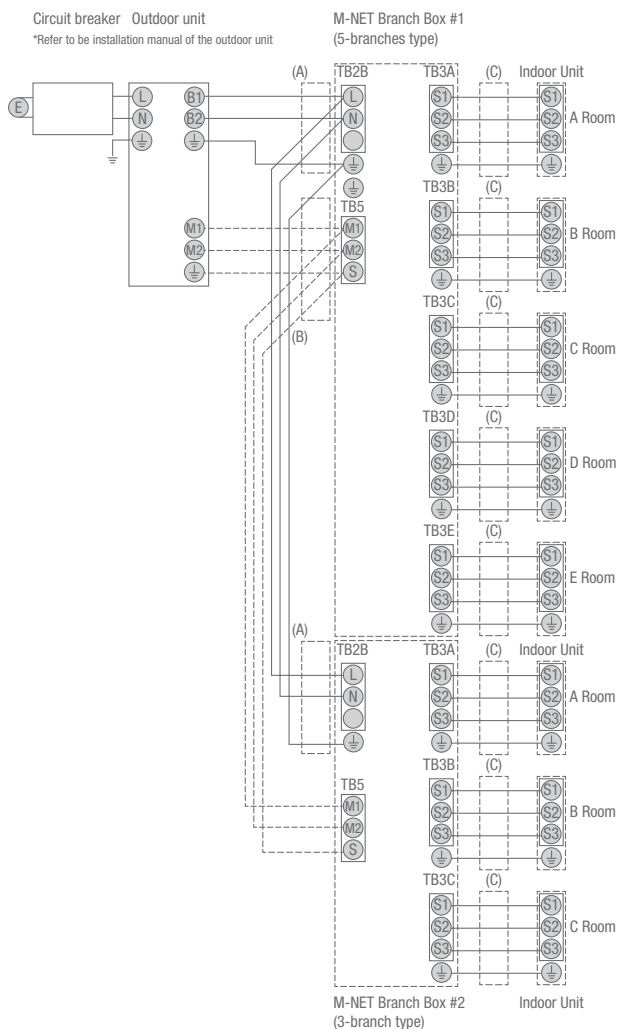 Circuit breaker Outdoor unit
*Refer to be installation manual of the outdoor unit
M-NET Branch Box #1
(5-branches type)
(A) TB2B TB3A (C) Indoor Unit
E L B1 L S1 S1
N B2 N S2 S2 A Room
S3 S3
TB3B (C)
TB5 S1 S1
M1 M1 S2 S2 B Room
M2 M2 S3 S3
S
TB3C (C)
(B) S1 S1
S2 S2 C Room
S3 S3
TB3D (C)
S1 S1
S2 S2 D Room
S3 S3
TB3E (C)
S1 S1
S2 S2 E Room
S3 S3
(A)
TB2B TB3A (C) Indoor Unit
L S1 S1
N S2 S2 A Room
S3 S3
TB3B (C)
TB5 S1 S1
M1 S2 S2 B Room
M2 S3 S3
S
TB3C (C)
S1 S1
S2 S2 C Room
S3 S3
M-NET Branch Box #2 Indoor Unit
(3-branch type)